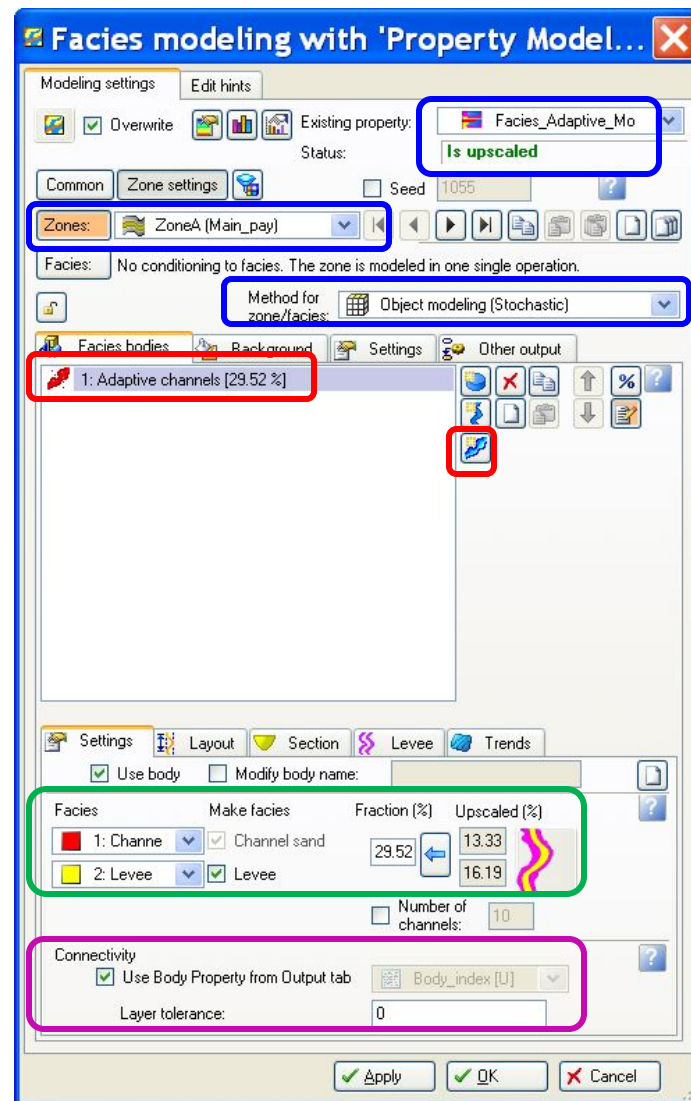 Facies modeling with 'Property Model...
Modeling settings Edit hints
Overwrite Existing property: Facies_Adaptive_Mo
Status: Is upscaled
Common Zone settings Seed 1055 ?
Zones: ZoneA (Main_pay)
Facies: No conditioning to facies. The zone is modeled in one single operation.
Method for zone/facies: Object modeling (Stochastic)
Facies bodies Background Settings Other output
1: Adaptive channels [29.52 %] % ?
Settings Layout Section Levee Trends
Use body Modify body name:
Facies Make facies Fraction (%) Upscaled (%) ?
1: Channe Channel sand 29.52 13.33
2: Levee Levee 16.19
Number of channels: 10
Connectivity ?
Use Body Property from Output tab Body_index [U]
Layer tolerance: 0
Apply OK Cancel